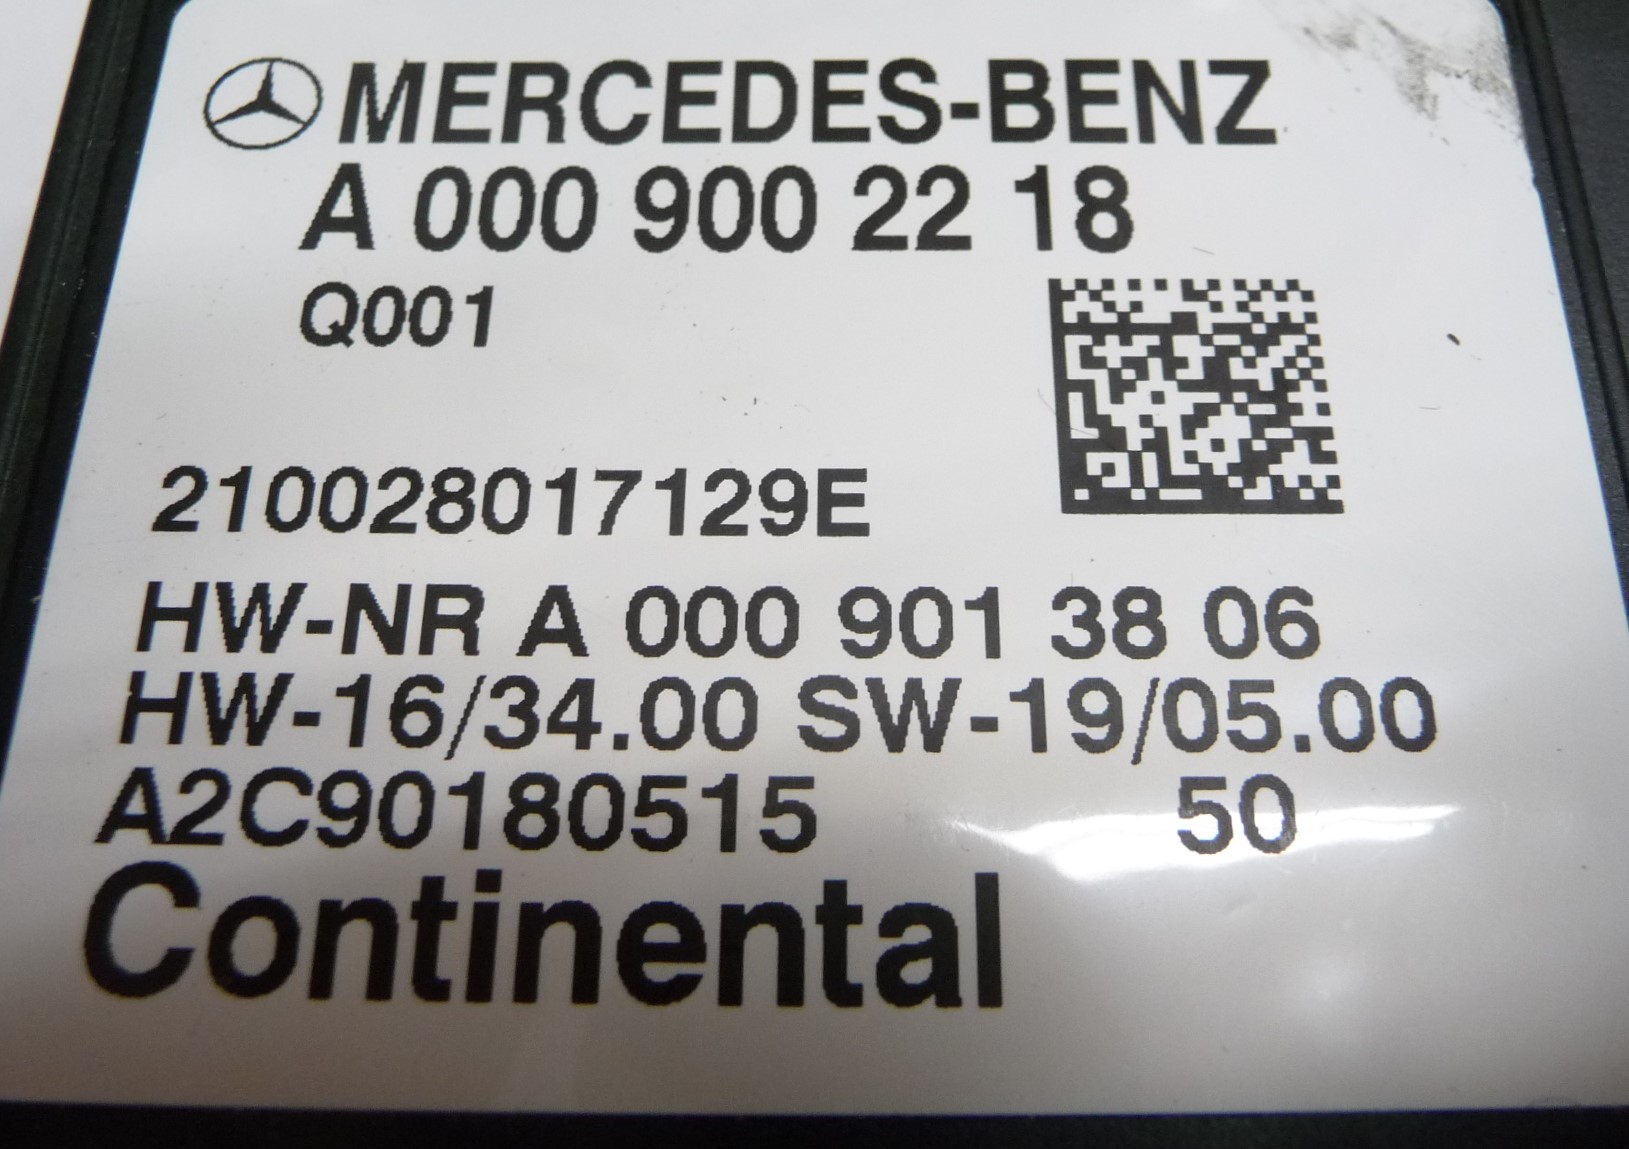 MERCEDES-BENZ
A 000 900 22 18
Q001
210028017129E
HW-NR A 000 901 38 06
HW-16/34.00 SW-19/05.00
A2C90180515 50
Continental